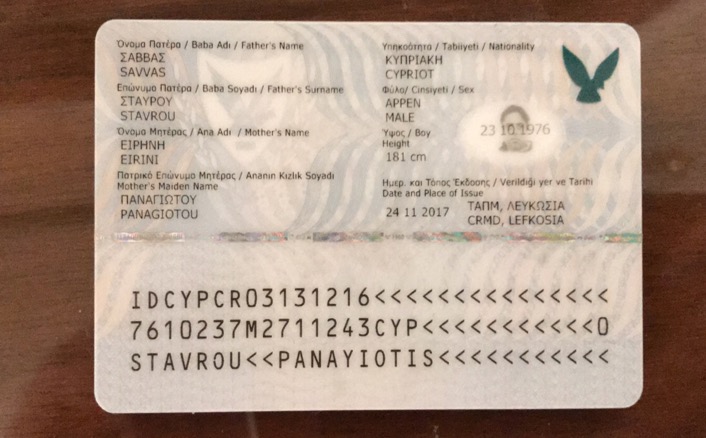 Όνομα Πατέρα / Baba Adı / Father's Name
ΣΑΒΒΑΣ
SAVVAS
Επώνυμο Πατέρα / Baba Soyadı / Father's Surname
ΣΤΑΥΡΟΥ
STAVROU
Όνομα Μητέρας / Ana Adı / Mother's Name
ΕΙΡΗΝΗ
EIRINI
Πατρικό Επώνυμο Μητέρας / Ananın Kızlık Soyadı
Mother's Maiden Name
ΠΑΝΑΓΙΩΤΟΥ
PANAGIOTOU
Υπηκοότητα / Tabiiyeti / Nationality
ΚΥΠΡΙΑΚΗ
CYPRIOT
Φύλο/ Cinsiyeti / Sex
ΑΡΡΕΝ
MALE
Ύψος / Boy
Height
181 cm
23 10 1976
Ημερ. και Τόπος Έκδοσης / Verildiği yer ve Tarihi
Date and Place of Issue
24 11 2017 ΤΑΠΜ, ΛΕΥΚΩΣΙΑ
CRMD, LEFKOSIA
IDCYPCR03131216<<<<<<<<<<<<<<<
7610237M2711243CYP<<<<<<<<<<<0
STAVROU<<PANAYIOTIS<<<<<<<<<<<